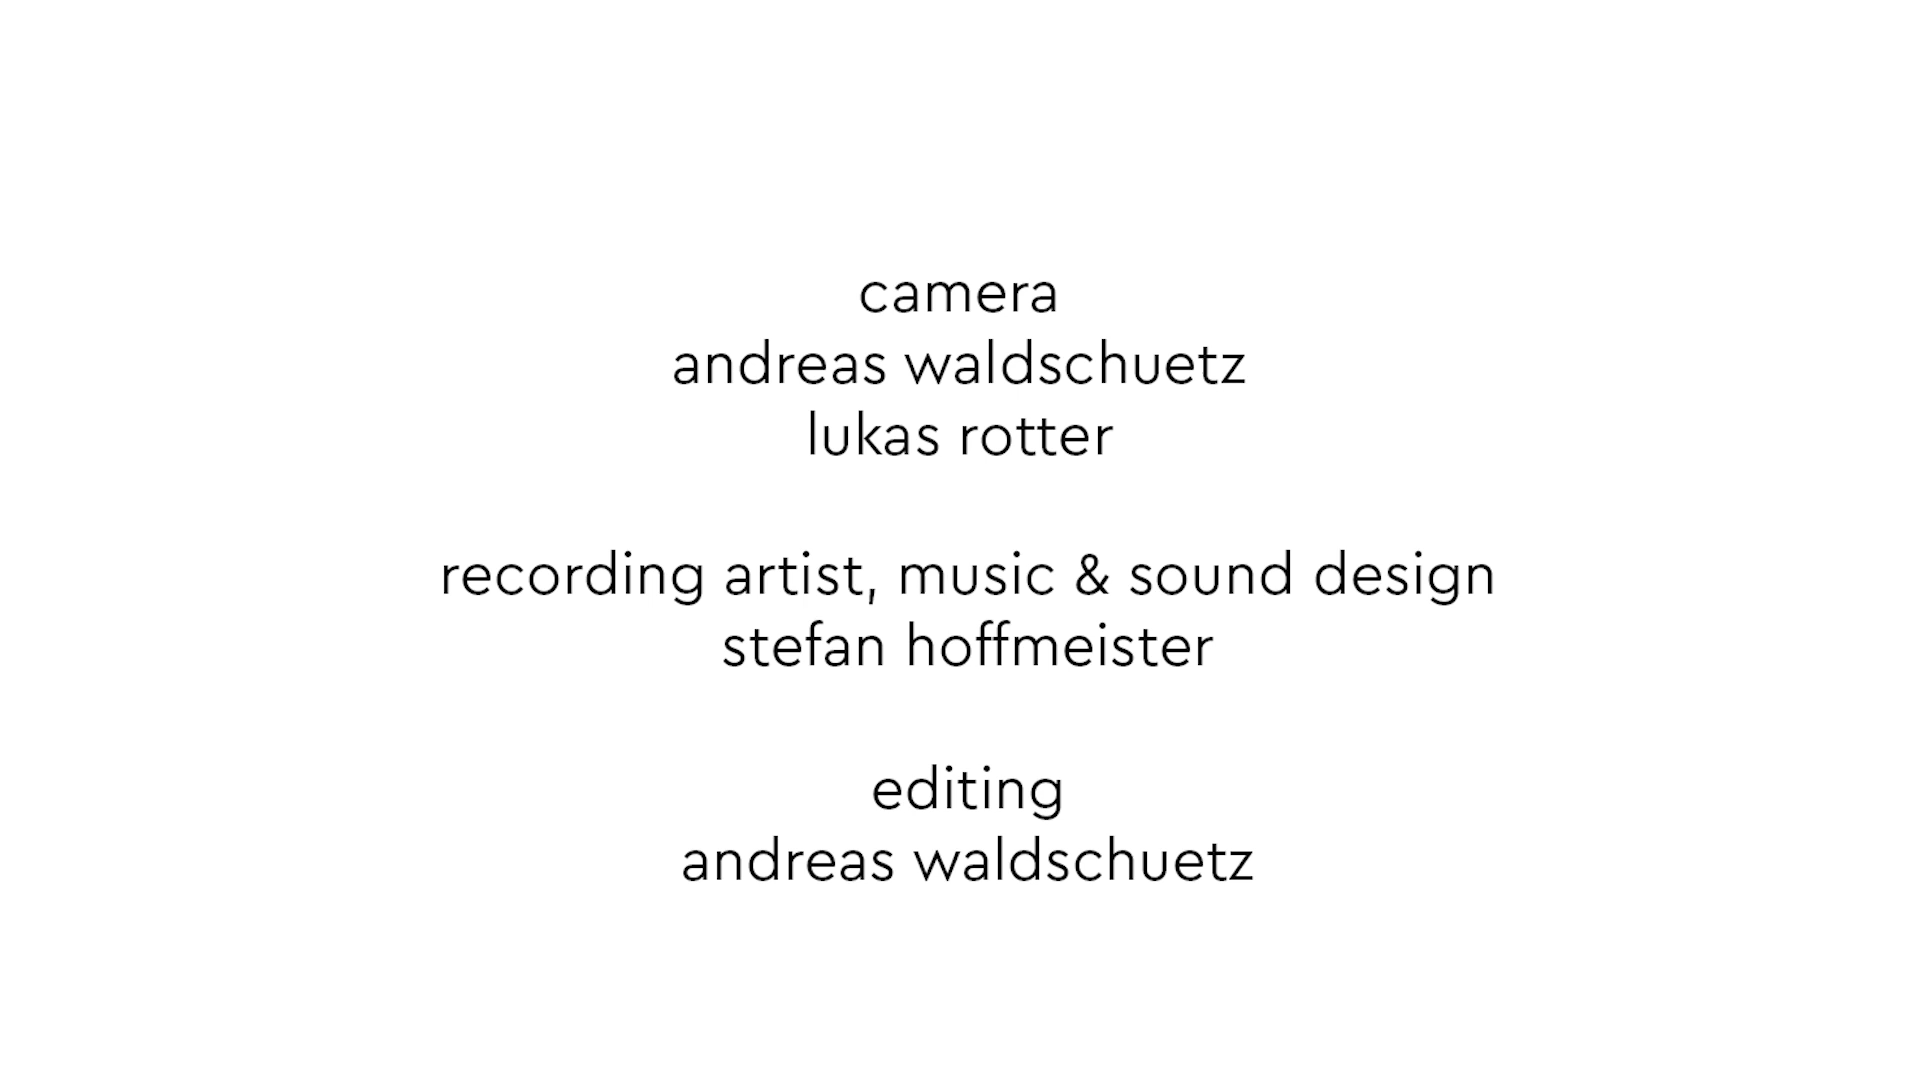 camera
andreas waldschuetz
lukas rotter
recording artist, music & sound design
stefan hoffmeister
editing
andreas waldschuetz